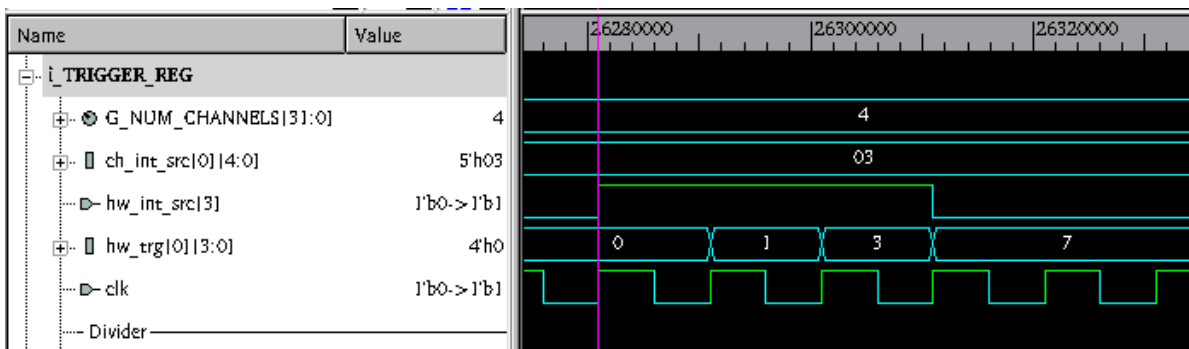 Name Value 26280000 26300000 26320000
i_TRIGGER_REG
G_NUM_CHANNELS[31:0] 4 4
ch_int_src[0][4:0] 5'h03 03
hw_int_src[3] 1'b0->1'b1
hw_trg[0][3:0] 4'h0 0 1 3 7
clk 1'b0->1'b1
Divider